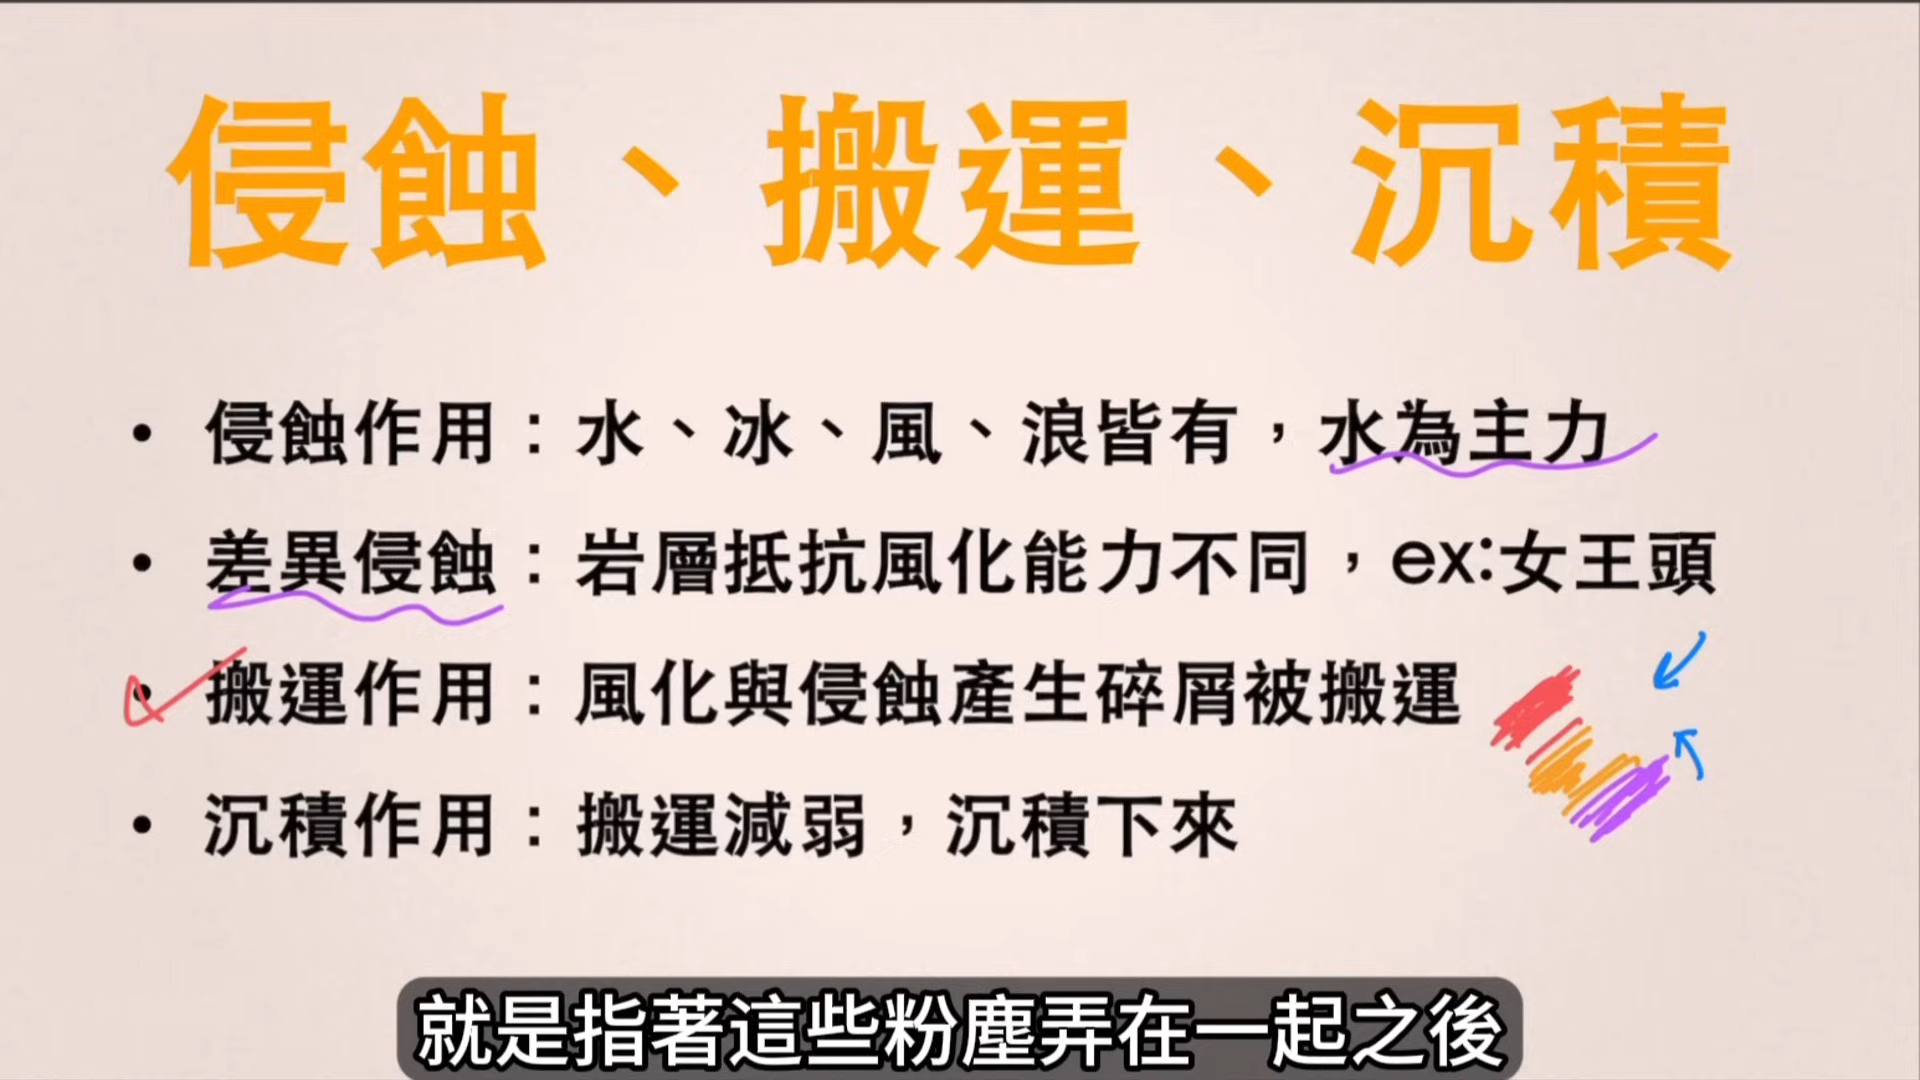 侵蝕、搬運、沉積
• 侵蝕作用：水、冰、風、浪皆有，水為主力
• 差異侵蝕：岩層抵抗風化能力不同，ex:女王頭
• 搬運作用：風化與侵蝕產生碎屑被搬運
• 沉積作用：搬運減弱，沉積下來
就是指著這些粉塵弄在一起之後